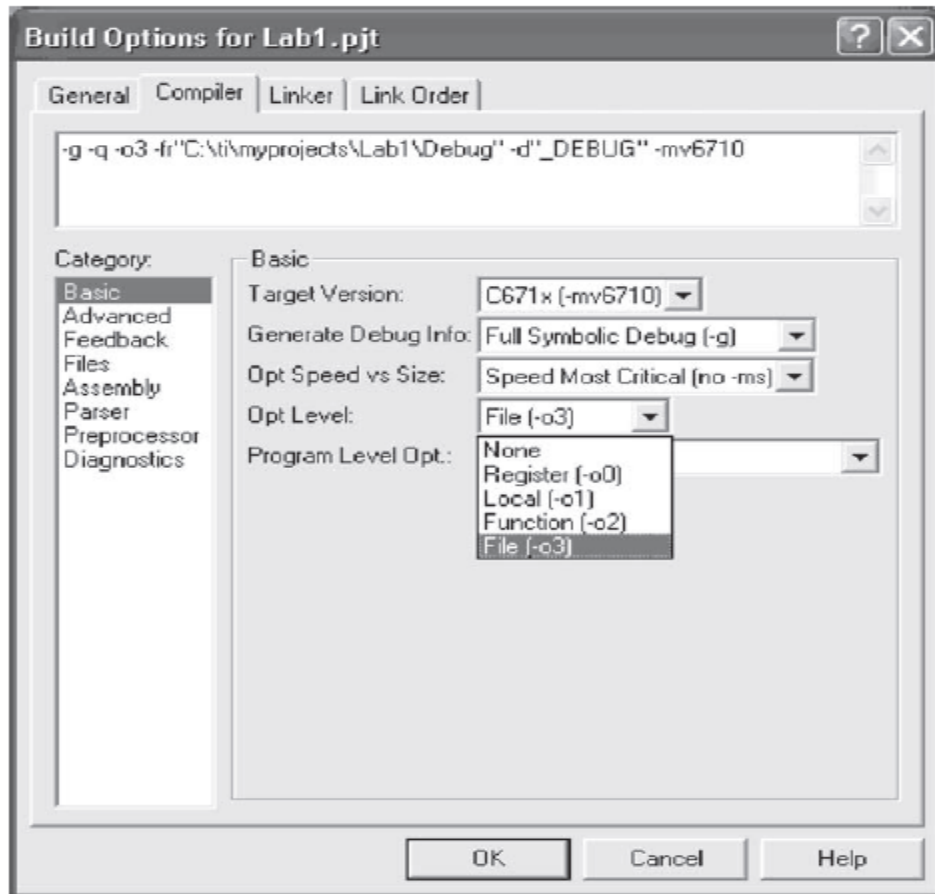 Build Options for Lab1.pjt
General Compiler Linker Link Order
-g -q -o3 -fr"C:\ti\myprojects\Lab1\Debug" -d"_DEBUG" -mv6710
Category:
Basic
Advanced
Feedback
Files
Assembly
Parser
Preprocessor
Diagnostics
Basic
Target Version: C671x (-mv6710)
Generate Debug Info: Full Symbolic Debug (-g)
Opt Speed vs Size: Speed Most Critical (no -ms)
Opt Level: File (-o3)
Program Level Opt.:
None
Register (-o0)
Local (-o1)
Function (-o2)
File (-o3)
OK Cancel Help